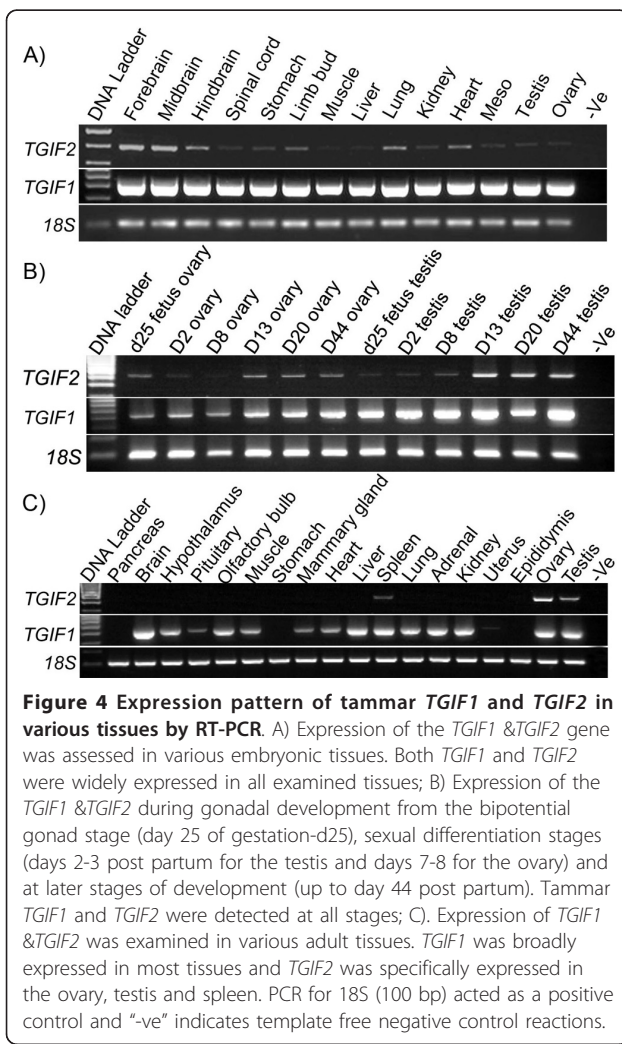 A)
DNA Ladder
Forebrain
Midbrain
Hindbrain
Spinal cord
Stomach
Limb bud
Muscle
Liver
Lung
Kidney
Heart
Meso
Testis
Ovary
-Ve
TGIF2
TGIF1
18S
B)
DNA ladder
d25 fetus ovary
D2 ovary
D8 ovary
D13 ovary
D20 ovary
D44 ovary
d25 fetus testis
D2 testis
D8 testis
D13 testis
D20 testis
D44 testis
-Ve
TGIF2
TGIF1
18S
C)
DNA Ladder
Pancreas
Brain
Hypothalamus
Pituitary
Olfactory bulb
Muscle
Stomach
Mammary gland
Heart
Liver
Spleen
Lung
Adrenal
Kidney
Uterus
Epididymis
Ovary
Testis
-Ve
TGIF2
TGIF1
18S
Figure 4 Expression pattern of tammar TGIF1 and TGIF2 in
various tissues by RT-PCR. A) Expression of the TGIF1 &TGIF2 gene
was assessed in various embryonic tissues. Both TGIF1 and TGIF2
were widely expressed in all examined tissues; B) Expression of the
TGIF1 &TGIF2 during gonadal development from the bipotential
gonad stage (day 25 of gestation-d25), sexual differentiation stages
(days 2-3 post partum for the testis and days 7-8 for the ovary) and
at later stages of development (up to day 44 post partum). Tammar
TGIF1 and TGIF2 were detected at all stages; C). Expression of TGIF1
&TGIF2 was examined in various adult tissues. TGIF1 was broadly
expressed in most tissues and TGIF2 was specifically expressed in
the ovary, testis and spleen. PCR for 18S (100 bp) acted as a positive
control and “-ve” indicates template free negative control reactions.